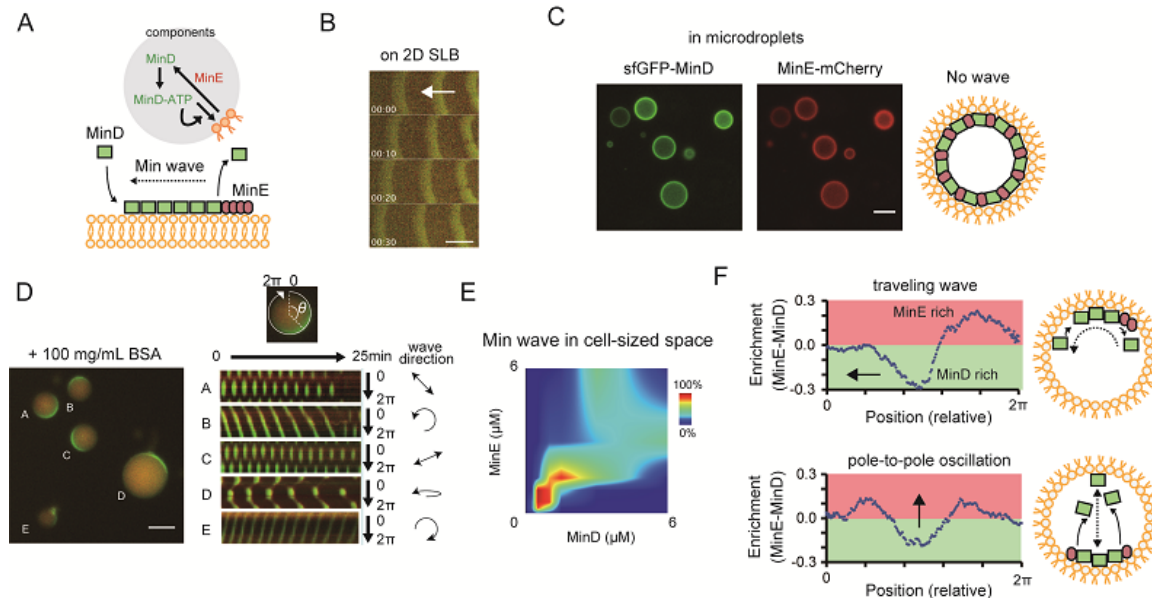 A
components
MinD
MinE
MinD-ATP
MinD
Min wave
MinE
B
on 2D SLB
00:00
00:10
00:20
00:30
C
in microdroplets
sfGFP-MinD
MinE-mCherry
No wave
D
+ 100 mg/mL BSA
A
B
C
D
E
2π 0
θ
0
25min
wave
direction
A
0
2π
B
0
2π
C
0
2π
D
0
2π
E
0
2π
E
Min wave in cell-sized space
6
MinE (μM)
0
MinD (μM)
6
100%
0%
F
traveling wave
Enrichment
(MinE-MinD)
0.3
0.0
-0.3
MinE rich
MinD rich
0
Position (relative)
2π
pole-to-pole oscillation
Enrichment
(MinE-MinD)
0.3
0.0
-0.3
0
Position (relative)
2π